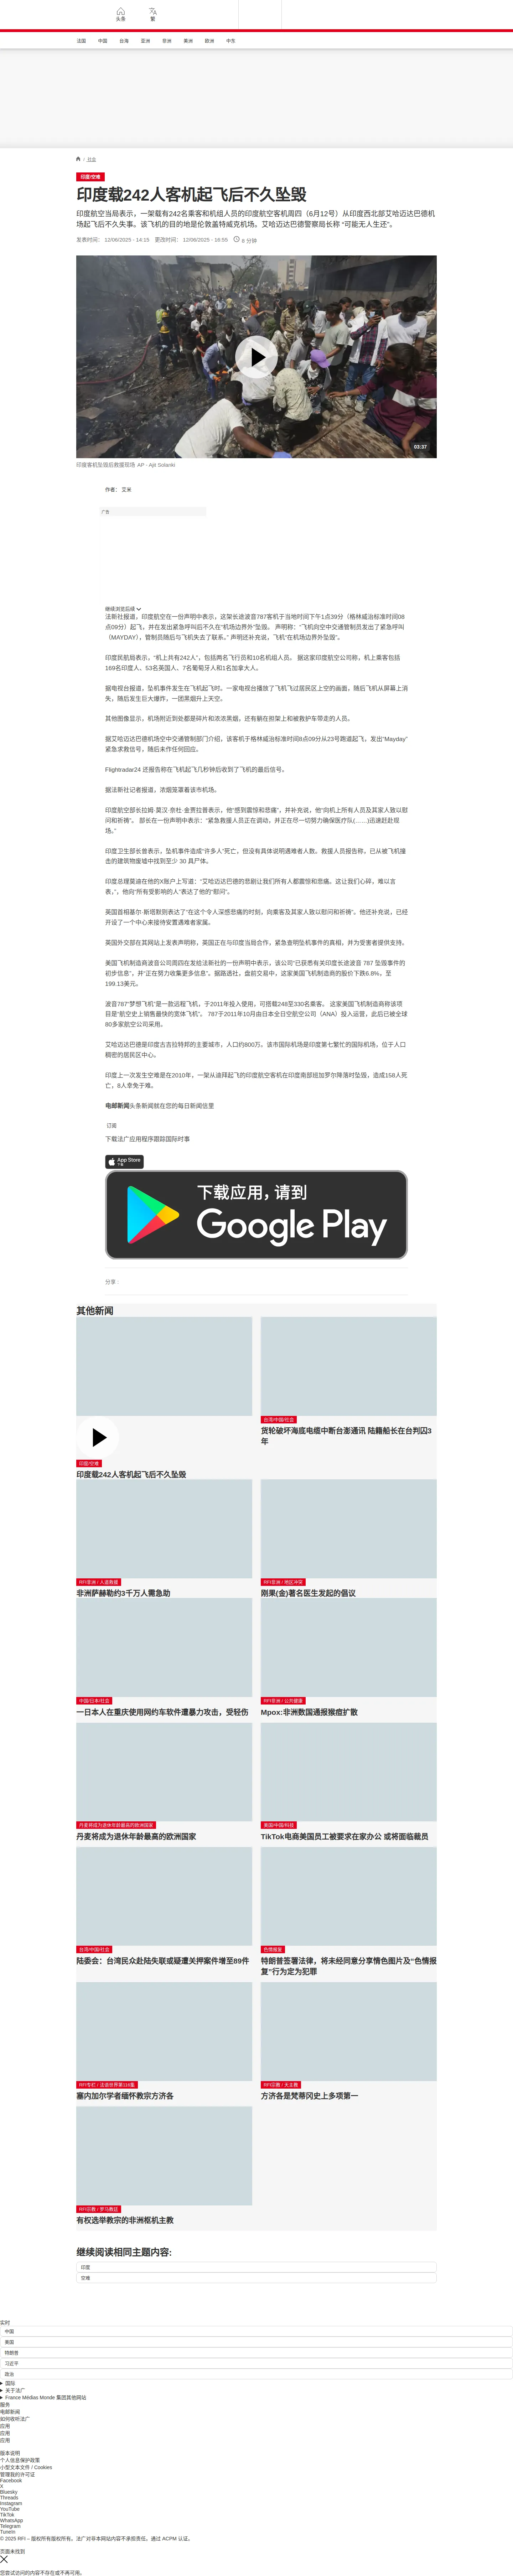 头条
繁
法国
中国
台海
亚洲
非洲
美洲
欧洲
中东
/ 社会
印度/空难
印度载242人客机起飞后不久坠毁
印度航空当局表示，一架载有242名乘客和机组人员的印度航空客机周四（6月12号）从印度西北部艾哈迈达巴德机
场起飞后不久失事。该飞机的目的地是伦敦盖特威克机场。艾哈迈达巴德警察局长称 “可能无人生还”。
发表时间： 12/06/2025 - 14:15 更改时间： 12/06/2025 - 16:55 6 分钟
03:37
印度客机坠毁后救援现场 AP - Ajit Solanki
作者： 艾米
广告
继续浏览后续
法新社报道，印度航空在一份声明中表示，这架长途波音787客机于当地时间下午1点39分（格林威治标准时间08
点09分）起飞，并在发出紧急呼叫后不久在“机场边界外”坠毁。 声明称：“飞机向空中交通管制员发出了紧急呼叫
（MAYDAY），管制员随后与飞机失去了联系。” 声明还补充说，飞机“在机场边界外坠毁”。
印度民航局表示，“机上共有242人”，包括两名飞行员和10名机组人员。 据这家印度航空公司称，机上乘客包括
169名印度人、53名英国人、7名葡萄牙人和1名加拿大人。
据电视台报道，坠机事件发生在飞机起飞时。一家电视台播放了飞机飞过居民区上空的画面，随后飞机从屏幕上消
失，随后发生巨大爆炸，一团黑烟升上天空。
其他图像显示，机场附近到处都是碎片和浓浓黑烟，还有躺在担架上和被救护车带走的人员。
据艾哈迈达巴德机场空中交通管制部门介绍，该客机于格林威治标准时间8点09分从23号跑道起飞，发出“Mayday”
紧急求救信号，随后未作任何回应。
Flightradar24 还报告称在飞机起飞几秒钟后收到了飞机的最后信号。
据法新社记者报道，浓烟笼罩着该市机场。
印度航空部长拉姆·莫汉·奈杜·金贾拉普表示，他“感到震惊和悲痛”，并补充说，他“向机上所有人员及其家人致以慰
问和祈祷”。 部长在一份声明中表示：“紧急救援人员正在调动，并正在尽一切努力确保医疗队(……)迅速赶赴现
场。”
印度卫生部长曾表示，坠机事件造成“许多人”死亡，但没有具体说明遇难者人数。救援人员报告称，已从被飞机撞
击的建筑物废墟中找到至少 30 具尸体。
印度总理莫迪在他的X账户上写道：“艾哈迈达巴德的悲剧让我们所有人都震惊和悲痛。这让我们心碎，难以言
表，”，他向“所有受影响的人”表达了他的“慰问”。
英国首相基尔·斯塔默则表达了“在这个令人深感悲痛的时刻，向乘客及其家人致以慰问和祈祷”。他还补充说，已经
开设了一个中心来接待安置遇难者家属。
英国外交部在其网站上发表声明称，英国正在与印度当局合作，紧急查明坠机事件的真相，并为受害者提供支持。
美国飞机制造商波音公司周四在发给法新社的一份声明中表示，该公司“已获悉有关印度长途波音 787 坠毁事件的
初步信息”，并“正在努力收集更多信息”。据路透社，盘前交易中，这家美国飞机制造商的股价下跌6.8%，至
199.13美元。
波音787“梦想飞机”是一款远程飞机，于2011年投入使用，可搭载248至330名乘客。 这家美国飞机制造商称该项
目是“航空史上销售最快的宽体飞机”。 787于2011年10月由日本全日空航空公司（ANA）投入运营，此后已被全球
80多家航空公司采用。
艾哈迈达巴德是印度古吉拉特邦的主要城市，人口约800万。该市国际机场是印度第七繁忙的国际机场，位于人口
稠密的居民区中心。
印度上一次发生空难是在2010年，一架从迪拜起飞的印度航空客机在印度南部班加罗尔降落时坠毁，造成158人死
亡，8人幸免于难。
电邮新闻头条新闻就在您的每日新闻信里
订阅
下载法广应用程序跟踪国际时事
App Store
下载
下载应用，请到
Google Play
分享 :
其他新闻
印度/空难
印度载242人客机起飞后不久坠毁
台湾/中国/社会
货轮破坏海底电缆中断台澎通讯 陆籍船长在台判囚3
年
RFI非洲 / 人道救援
非洲萨赫勒约3千万人需急助
RFI非洲 / 地区冲突
刚果(金)著名医生发起的倡议
中国/日本/社会
一日本人在重庆使用网约车软件遭暴力攻击，受轻伤
RFI非洲 / 公共健康
Mpox:非洲数国通报猴痘扩散
丹麦将成为退休年龄最高的欧洲国家
丹麦将成为退休年龄最高的欧洲国家
美国/中国/科技
TikTok电商美国员工被要求在家办公 或将面临裁员
台湾/中国/社会
陆委会：台湾民众赴陆失联或疑遭关押案件增至89件
色情报复
特朗普签署法律，将未经同意分享情色图片及“色情报
复”行为定为犯罪
RFI专栏 / 法语世界第116集
塞内加尔学者缅怀教宗方济各
RFI宗教 / 天主教
方济各是梵蒂冈史上多项第一
RFI宗教 / 罗马教廷
有权选举教宗的非洲枢机主教
继续阅读相同主题内容:
印度
空难
实时
中国
美国
特朗普
习近平
政治
国际
关于法广
France Médias Monde 集团其他网站
服务
电邮新闻
如何收听法广
应用
应用
应用
版本说明
个人信息保护政策
小型文本文件 / Cookies
管理我的许可证
Facebook
X
Bluesky
Threads
Instagram
YouTube
TikTok
WhatsApp
Telegram
TuneIn
© 2025 RFI – 版权所有版权所有。法广对非本网站内容不承担责任。通过 ACPM 认证。
页面未找到
您尝试访问的内容不存在或不再可用。